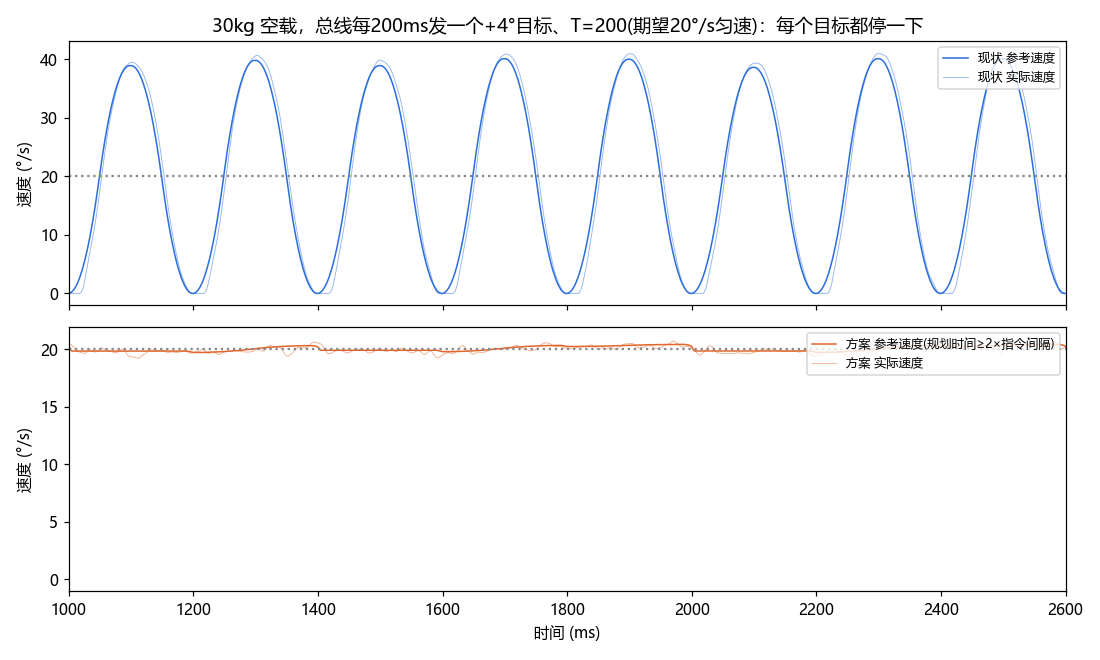 30kg 空载，总线每200ms发一个+4°目标、T=200(期望20°/s匀速)：每个目标都停一下
现状 参考速度
现状 实际速度
速度 (°/s)
40
30
20
10
0
方案 参考速度(规划时间≥2×指令间隔)
方案 实际速度
速度 (°/s)
20
15
10
5
0
1000 1200 1400 1600 1800 2000 2200 2400 2600
时间 (ms)